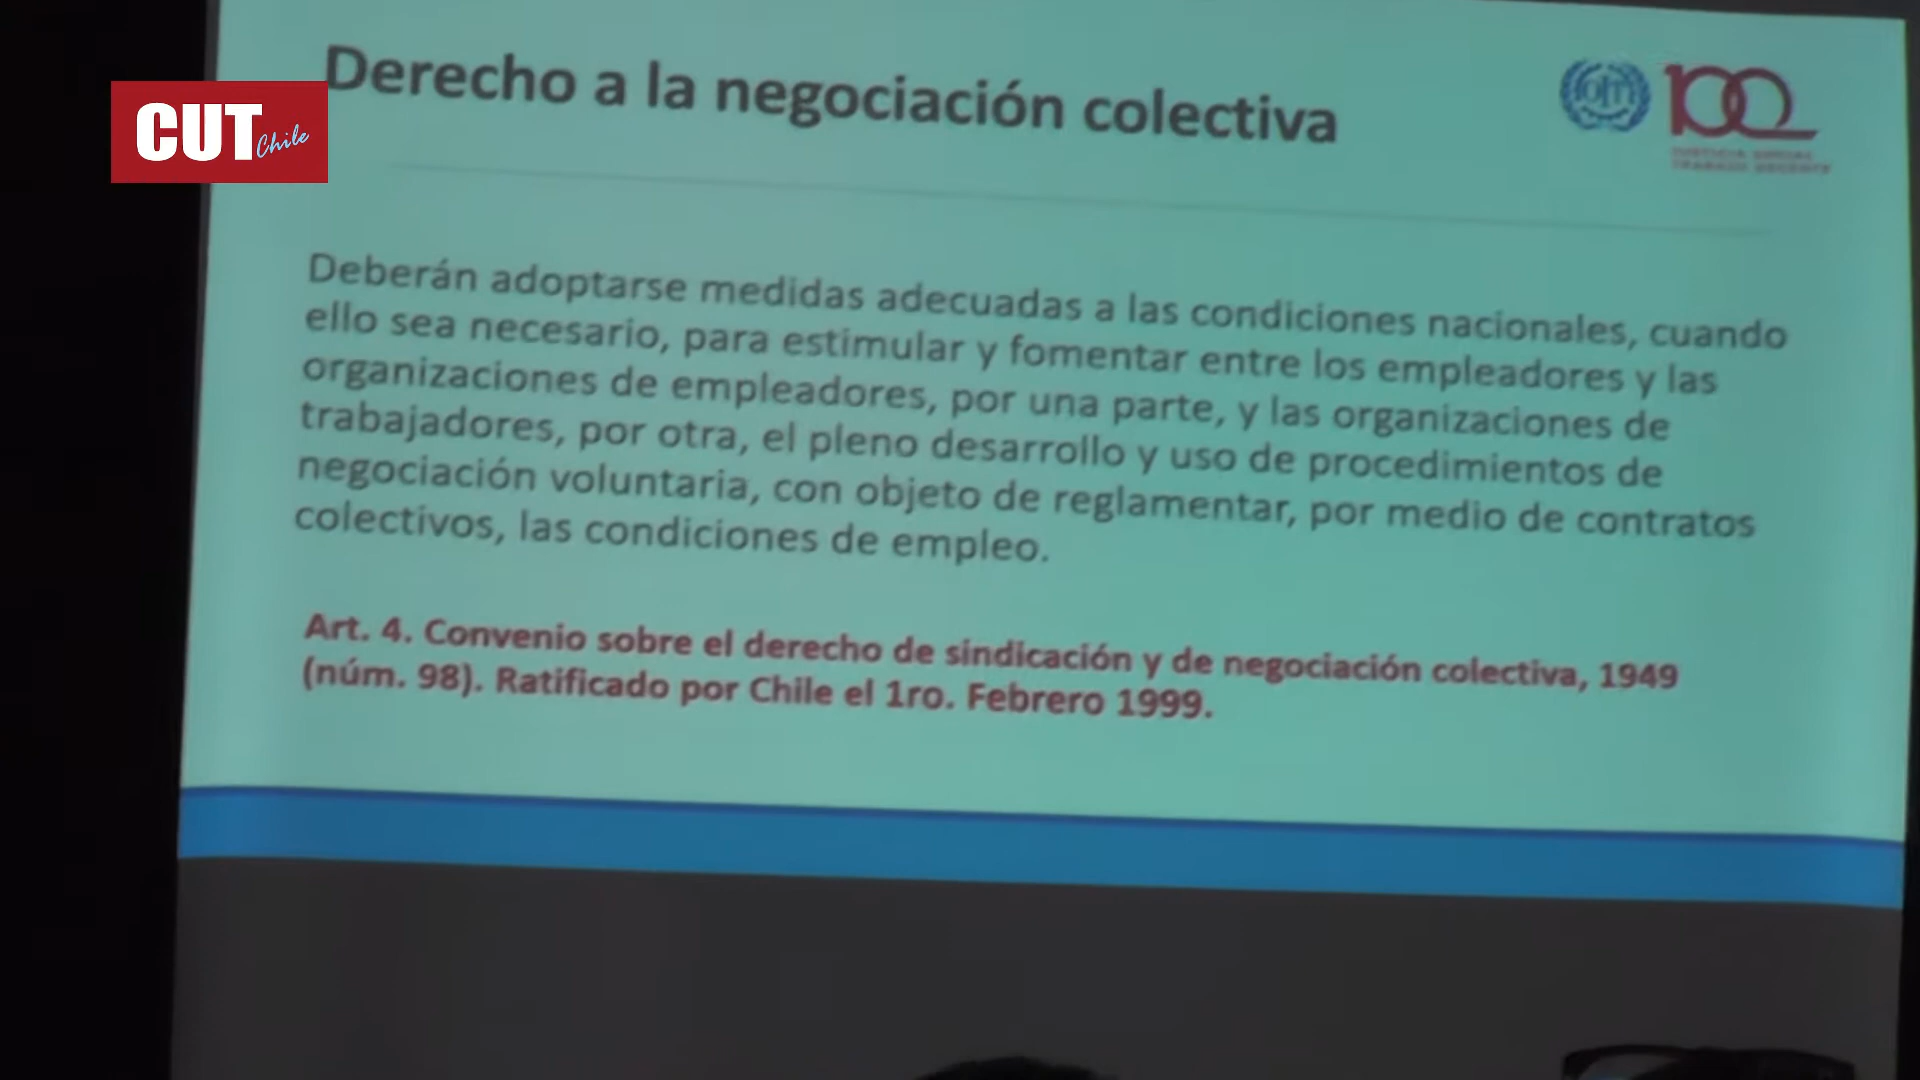 Derecho a la negociación colectiva
CUT
Chile
100
Deberán adoptarse medidas adecuadas a las condiciones nacionales, cuando
ello sea necesario, para estimular y fomentar entre los empleadores y las
organizaciones de empleadores, por una parte, y las organizaciones de
trabajadores, por otra, el pleno desarrollo y uso de procedimientos de
negociación voluntaria, con objeto de reglamentar, por medio de contratos
colectivos, las condiciones de empleo.
Art. 4. Convenio sobre el derecho de sindicación y de negociación colectiva, 1949
(núm. 98). Ratificado por Chile el 1ro. Febrero 1999.